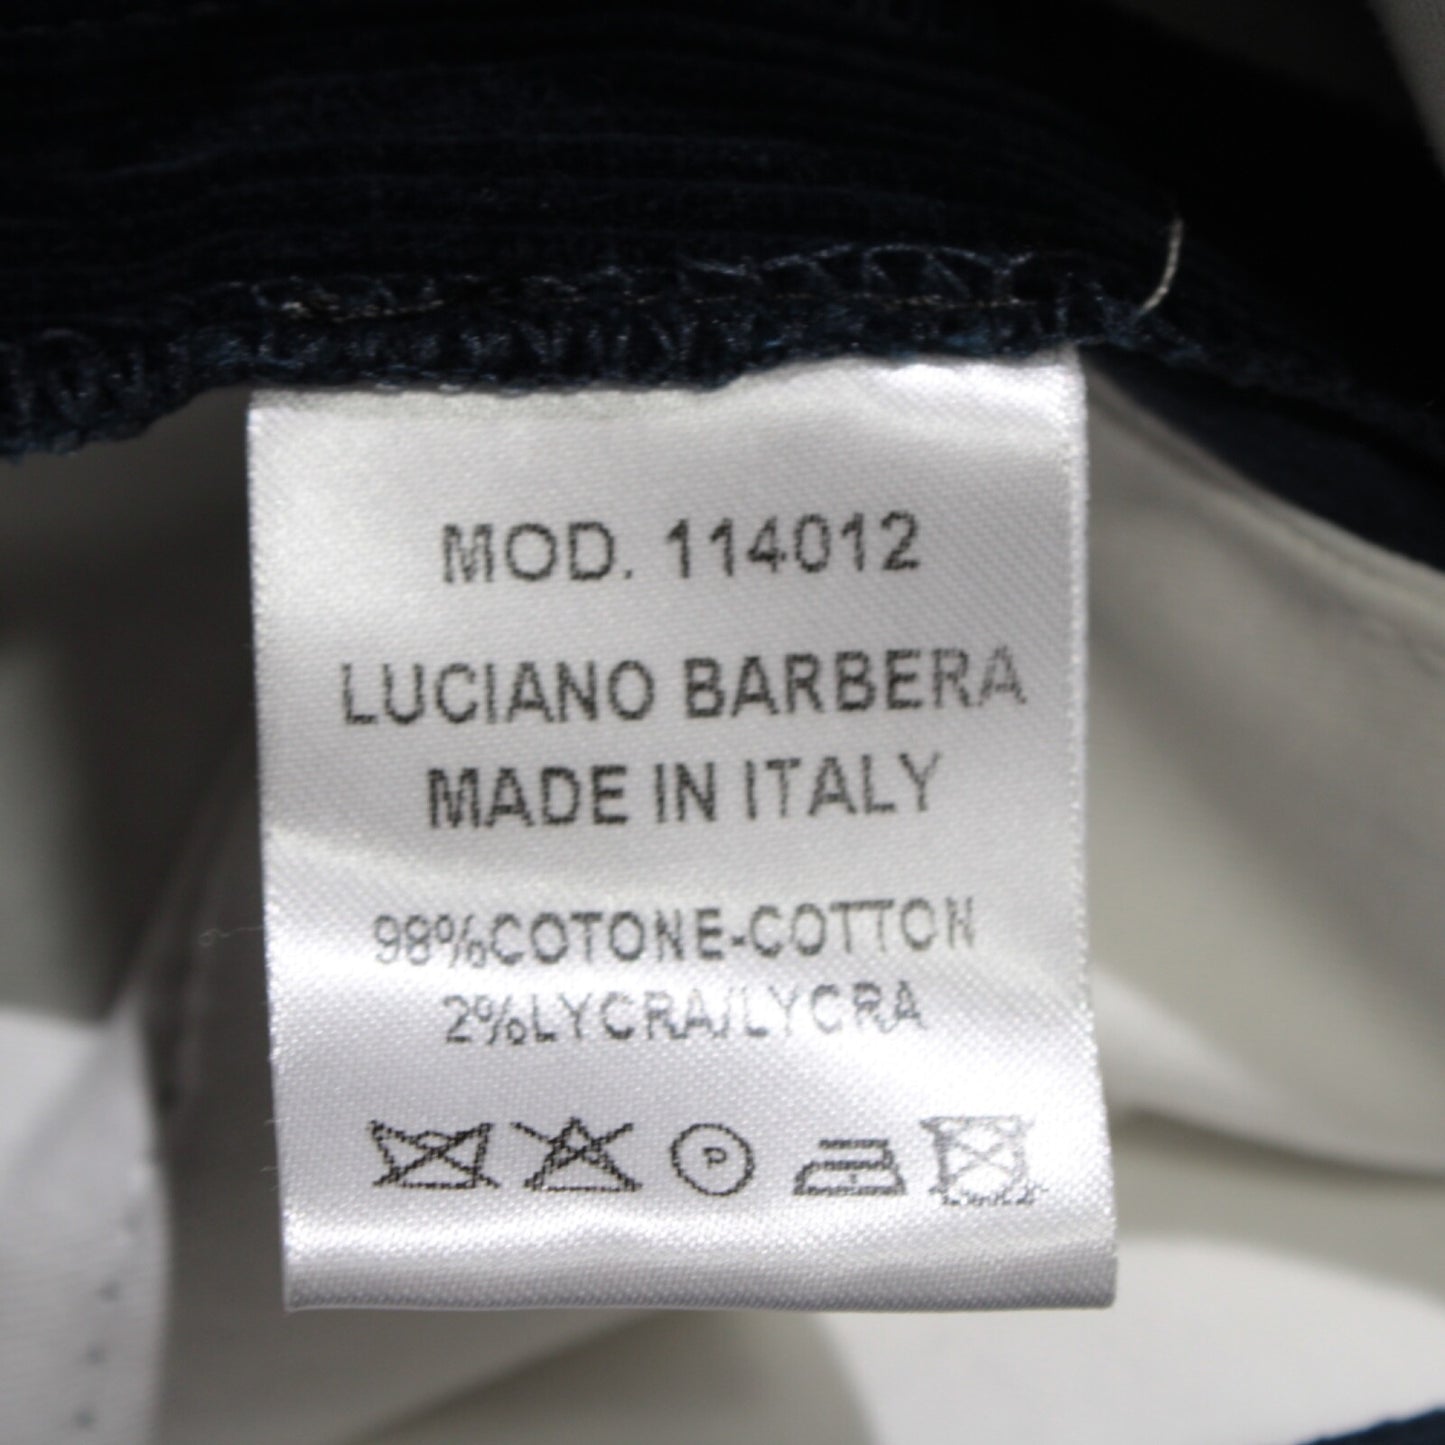 MOD. 114012
LUCIANO BARBERA
MADE IN ITALY
98%COTONE-COTTON
2%LYCRA/LYCRA
P